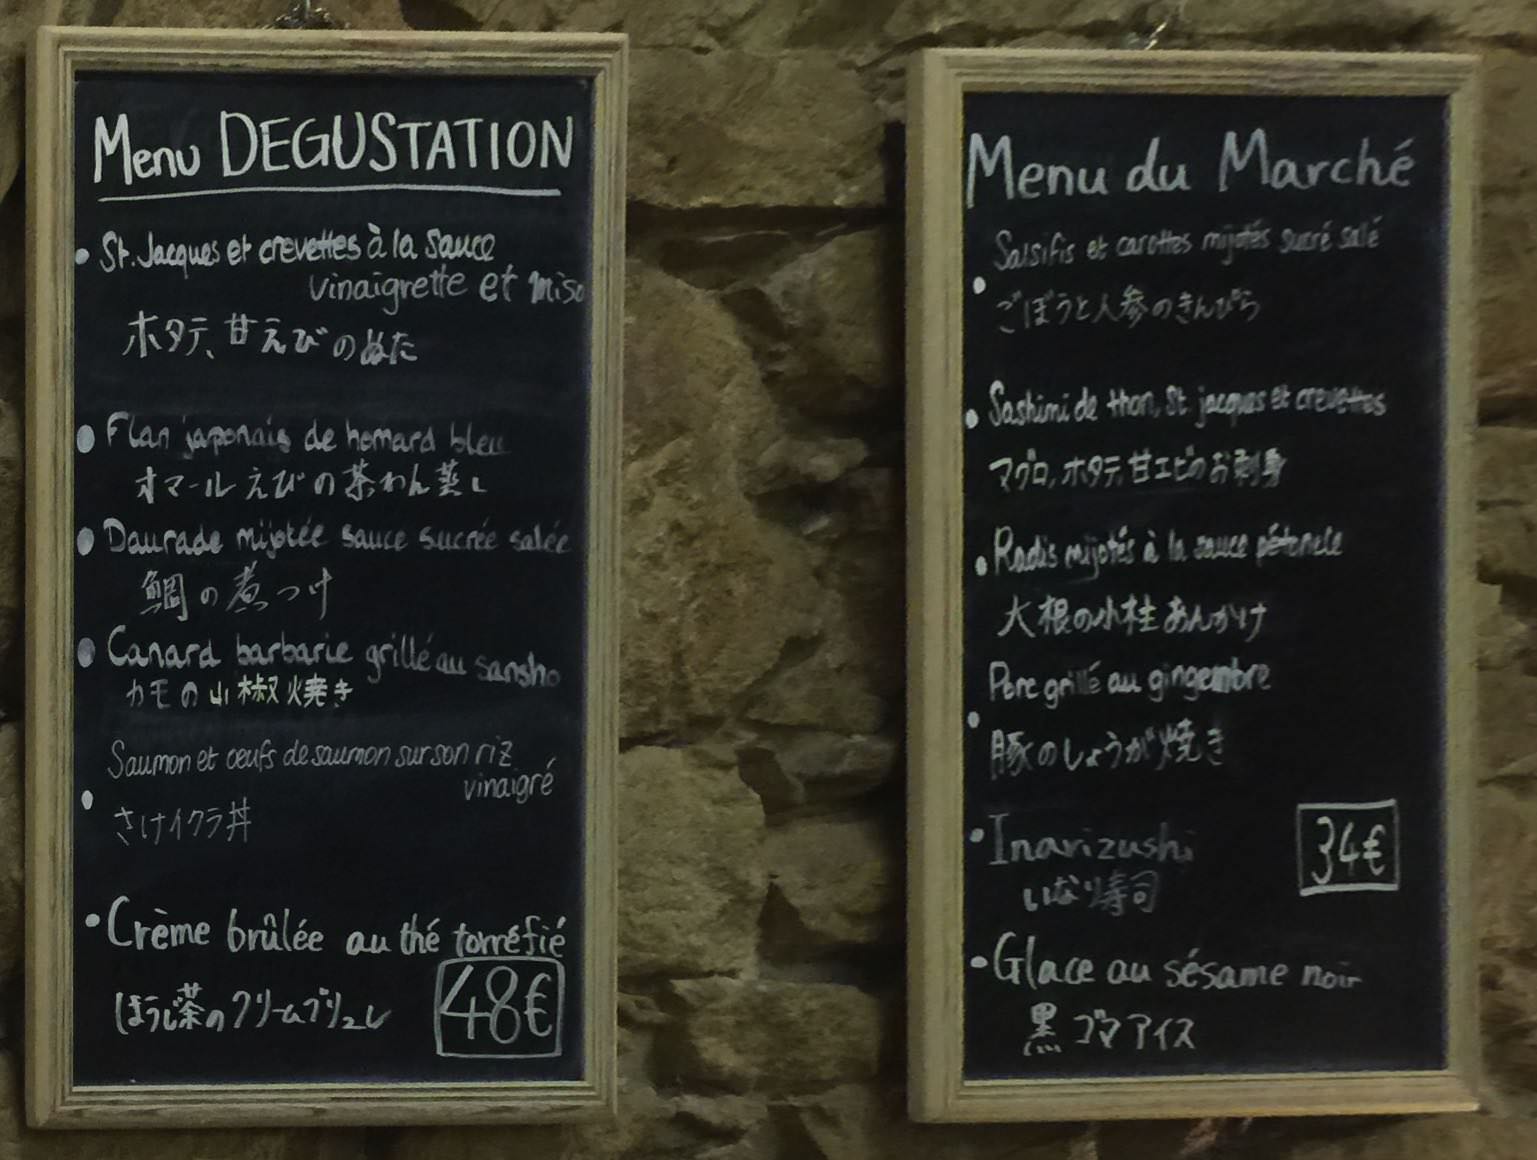 Menu DEGUSTATION
• St. Jacques et crevettes à la sauce
vinaigrette et miso
ホタテ、甘えびのぬた
• Flan japonais de homard bleu
オマールえびの茶わん蒸し
• Daurade mijotée sauce sucrée salée
鯛の煮つけ
• Canard barbarie grillé au sansho
カモの山椒焼き
Saumon et œufs de saumon sur son riz
vinaigré
• さけイクラ丼
• Crème brûlée au thé torréfié
ほうじ茶のクリームブリュレ
48€
Menu du Marché
Salsifis et carottes mijotés sucré salé
• ごぼうと人参のきんぴら
• Sashimi de thon, St jacques et crevettes
マグロ、ホタテ、甘エビのお刺身
• Radis mijotés à la sauce pétoncle
大根の小柱あんかけ
Porc grillé au gingembre
• 豚のしょうが焼き
• Inarizushi
いなり寿司
34€
• Glace au sésame noir
黒ゴマアイス